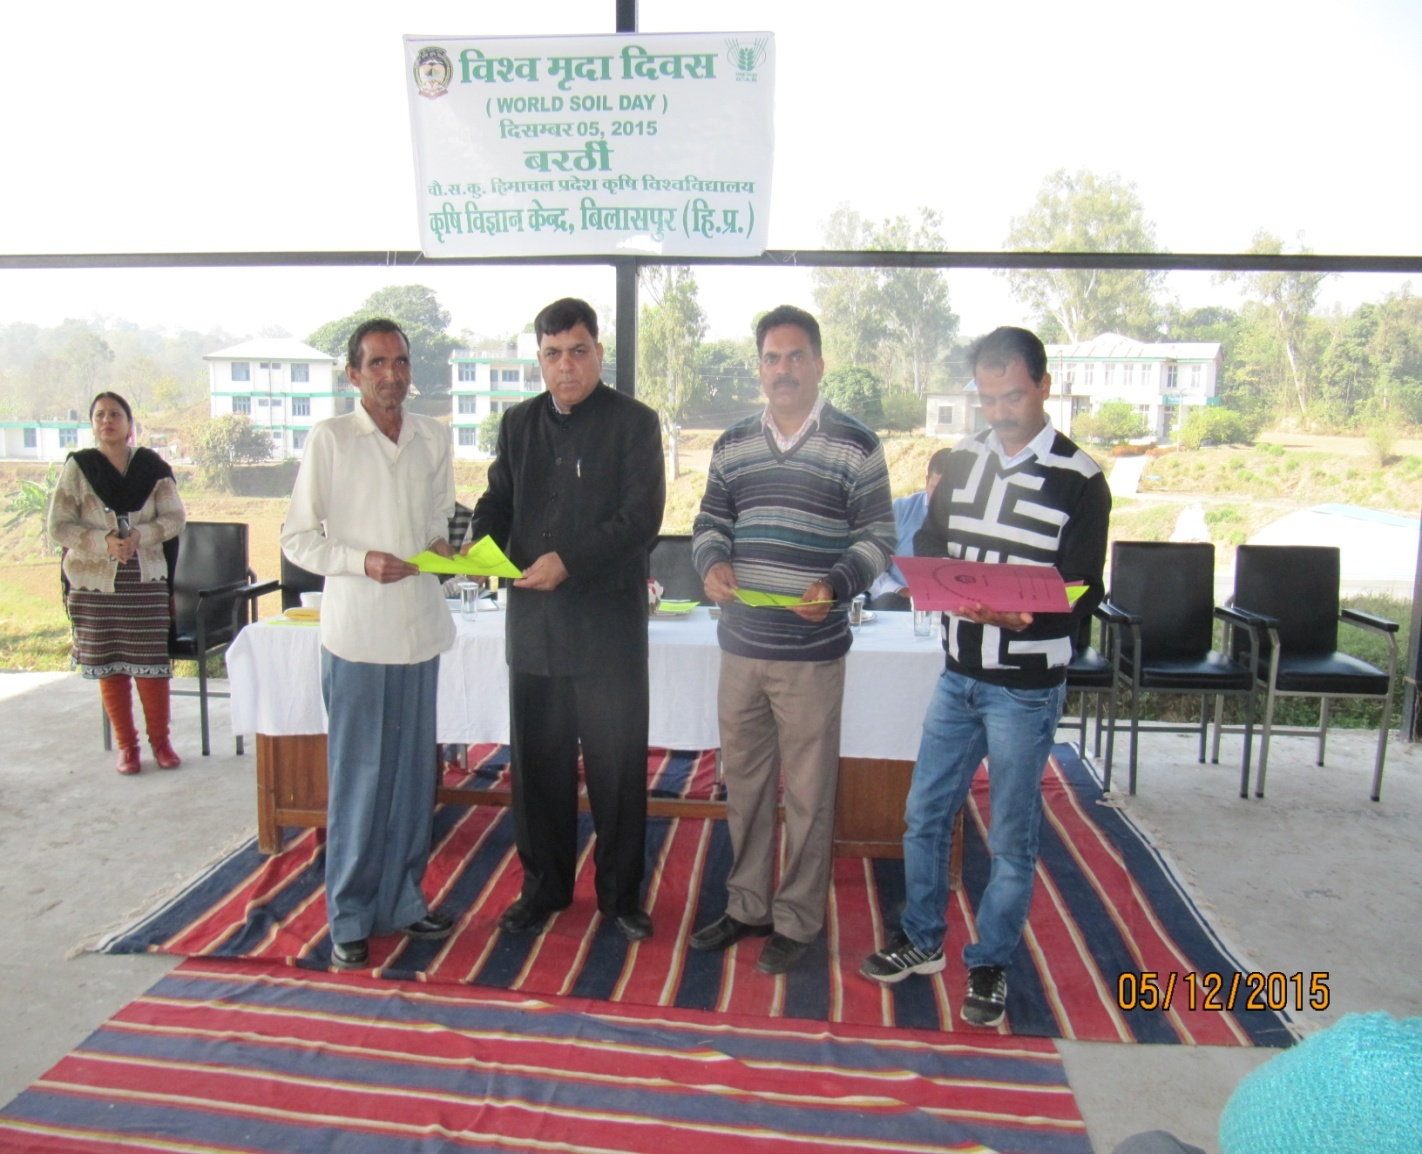 विश्व मृदा दिवस
( WORLD SOIL DAY )
दिसम्बर 05, 2015
बरठीं
चौ.स.कु. हिमाचल प्रदेश कृषि विश्वविद्यालय
कृषि विज्ञान केन्द्र, बिलासपुर (हि.प्र.)
05/12/2015